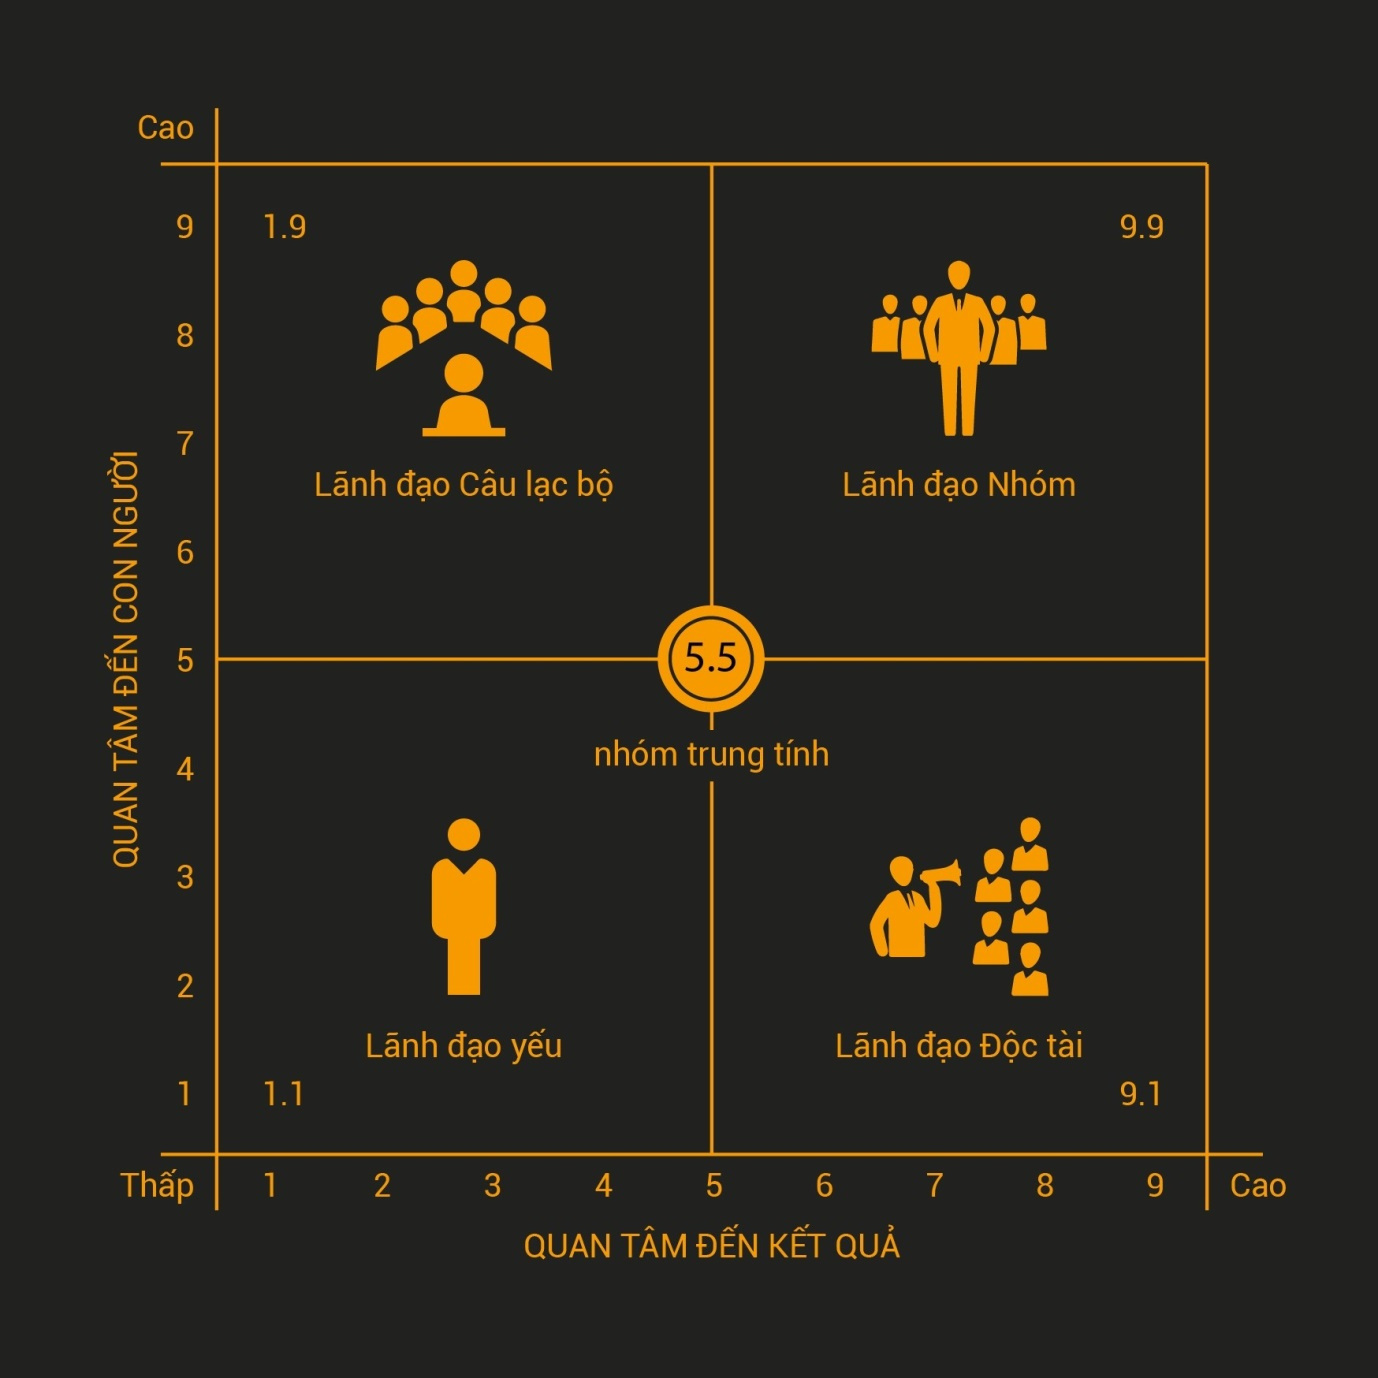 Cao
9
1.9
9.9
8
7
Lãnh đạo Câu lạc bộ
Lãnh đạo Nhóm
6
QUAN TÂM ĐẾN CON NGƯỜI
5
5.5
nhóm trung tính
4
3
2
Lãnh đạo yếu
Lãnh đạo Độc tài
1
1.1
9.1
Thấp 1 2 3 4 5 6 7 8 9 Cao
QUAN TÂM ĐẾN KẾT QUẢ